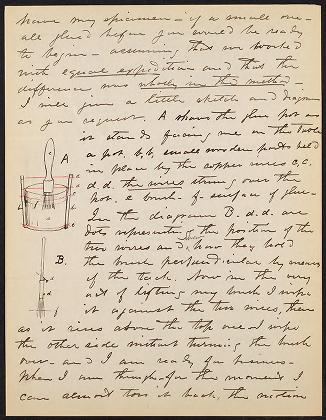 have my specimen - if a small one -
all glued before you would be ready
to begin - assuming that we worked
with equal expedition and that the
difference was wholly in the method -
I will give a little sketch and diagram
as you request. A shows the glue pot as
it stands facing me on the table
a pot. b,b, small wooden posts held
in place by the copper wires c,c.
d.d. the wires strung over the
pot. e brush - f - surface of glue -
In the diagram B. d.d. are
dots representing the position of the
two wires and how they hold
the brush perpendicular by means
of the tack. Now in the very
act of lifting my brush I wipe
it against the two wires, then
as it rises above the top one I wipe
the other side without turning the brush
over - and I am ready for business.
When I am through - for the moment I
can almost toss it back, the motion
A
B.